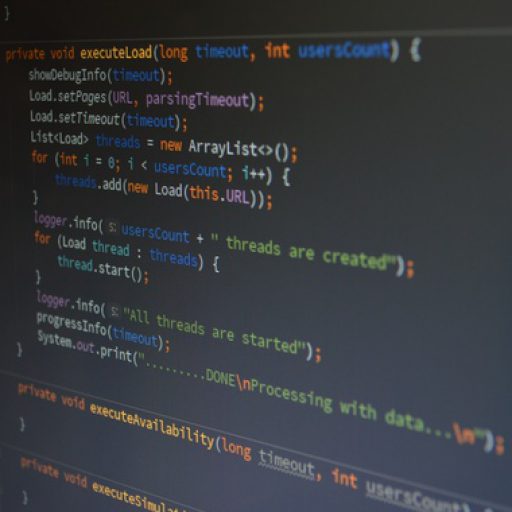 }
private void executeLoad(long timeout, int usersCount) {
showDebugInfo(timeout);
Load.setPages(URL, parsingTimeout);
Load.setTimeout(timeout);
List<Load> threads = new ArrayList<>();
for (int i = 0; i < usersCount; i++) {
threads.add(new Load(this.URL));
}
logger.info( s: usersCount + " threads are created");
for (Load thread : threads) {
thread.start();
}
logger.info( s: "All threads are started");
progressInfo(timeout);
System.out.print(".........DONE\nProcessing with data...\n");
}
private void executeAvailability(long timeout, int usersCount) {
}
private void
}